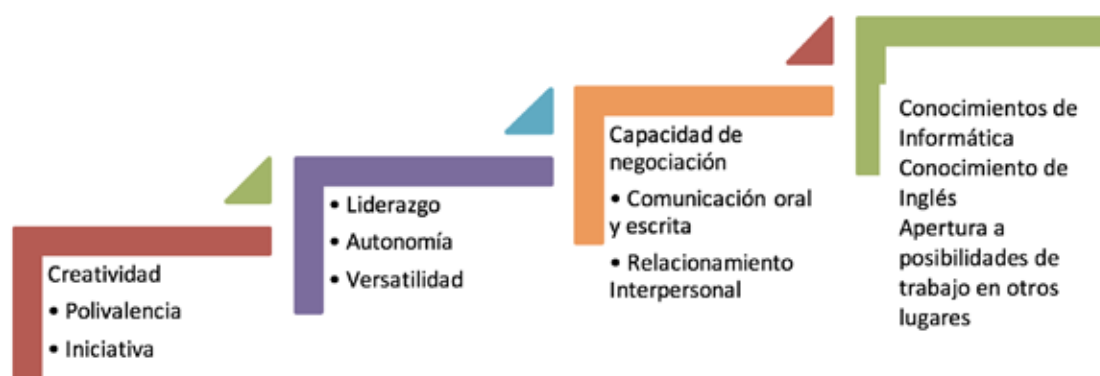 Creatividad
• Polivalencia
• Iniciativa
• Liderazgo
• Autonomía
• Versatilidad
Capacidad de
negociación
• Comunicación oral
y escrita
• Relacionamiento
Interpersonal
Conocimientos de
Informática
Conocimiento de
Inglés
Apertura a
posibilidades de
trabajo en otros
lugares